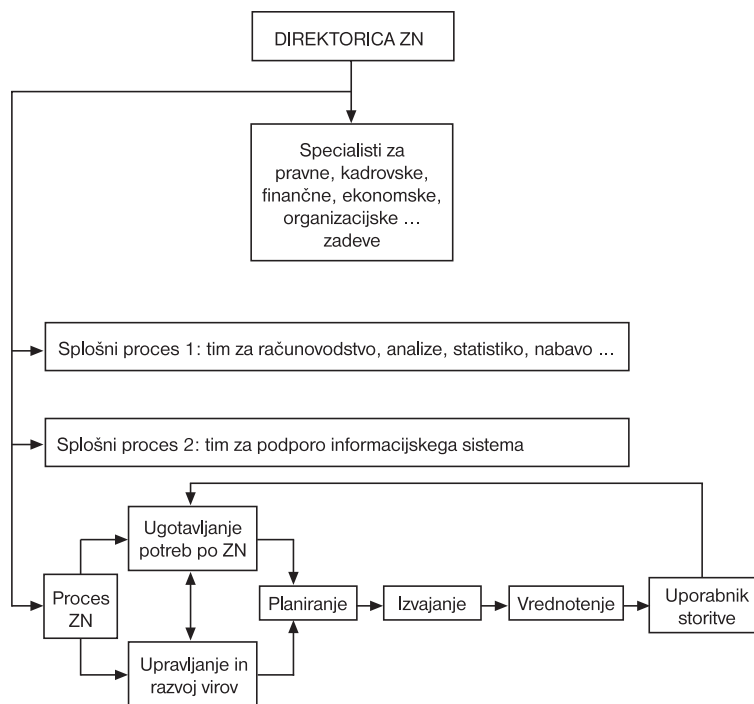 DIREKTORICA ZN
Specialisti za
pravne, kadrovske,
finančne, ekonomske,
organizacijske ...
zadeve
Splošni proces 1: tim za računovodstvo, analize, statistiko, nabavo ...
Splošni proces 2: tim za podporo informacijskega sistema
Ugotavljanje
potreb po ZN
Proces
ZN
Planiranje
Izvajanje
Vrednotenje
Uporabnik
storitve
Upravljanje in
razvoj virov